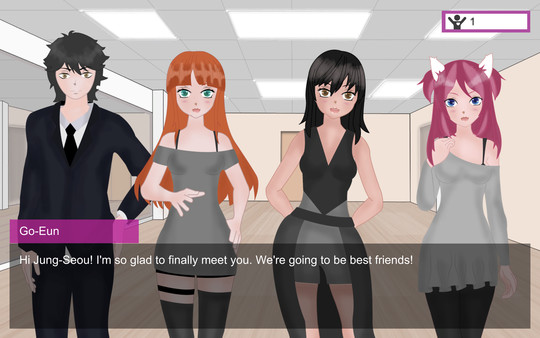 1
Go-Eun
Hi Jung-Seou! I'm so glad to finally meet you. We're going to be best friends!